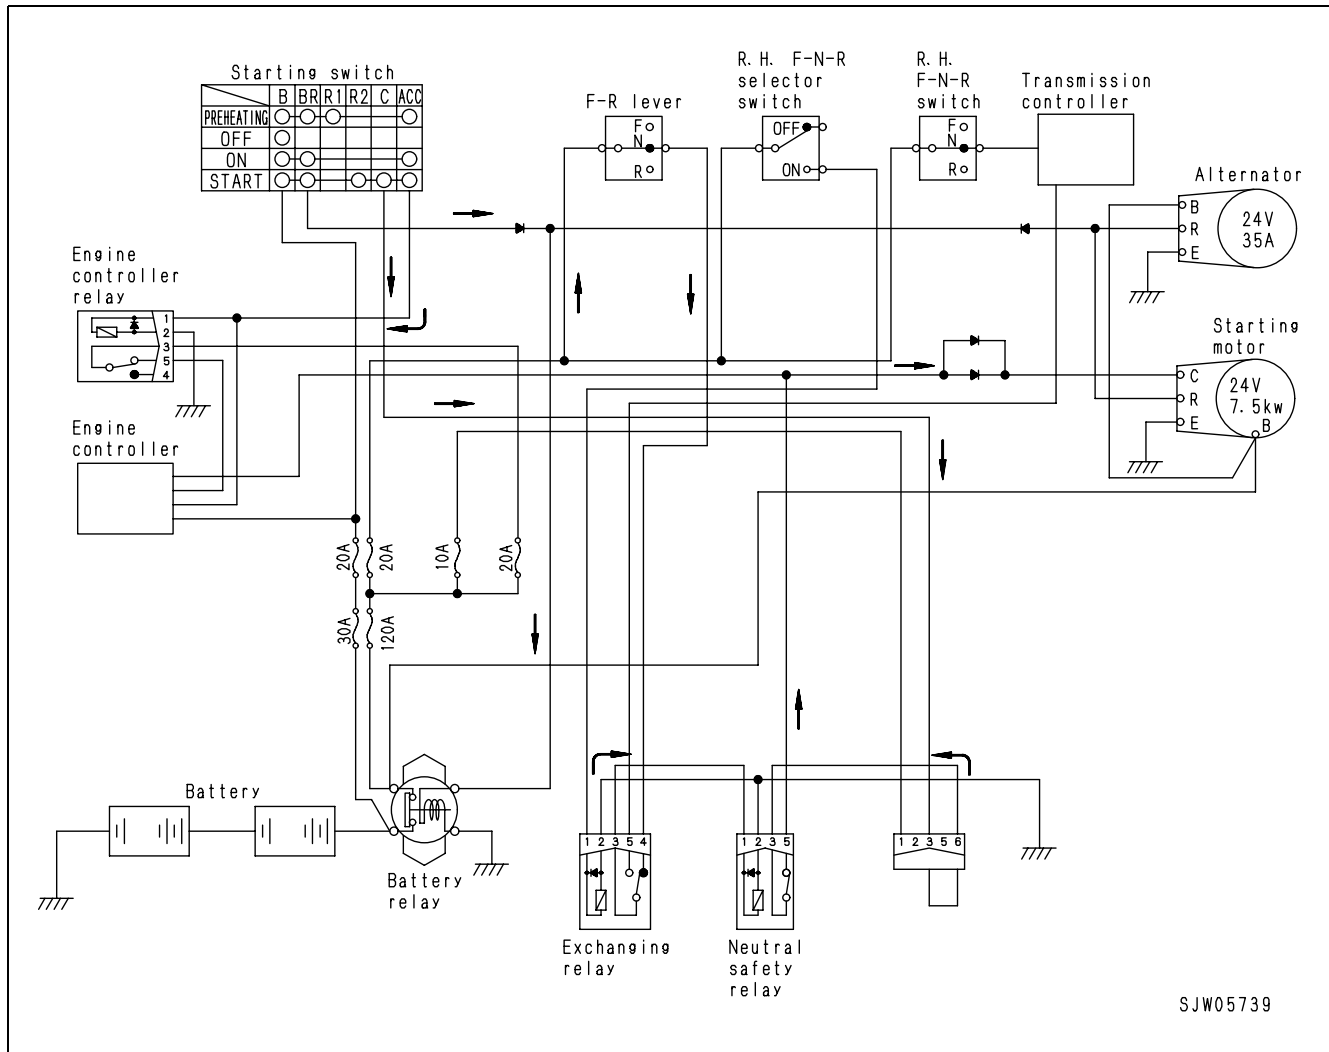 Starting switch
B BR R1 R2 C ACC
PREHEATING
OFF
ON
START
F-R lever
F
N
R
R. H. F-N-R
selector
switch
OFF
ON
R. H.
F-N-R
switch
F
N
R
Transmission
controller
Alternator
B
R
E
24V
35A
Engine
controller
relay
1
2
3
5
4
Starting
motor
C
R
E
24V
7. 5kw
B
Engine
controller
20A
20A
10A
20A
30A
120A
Battery
Battery
relay
1 2 3 5 4
Exchanging
relay
1 2 3 5
Neutral
safety
relay
1 2 3 5 6
SJW05739